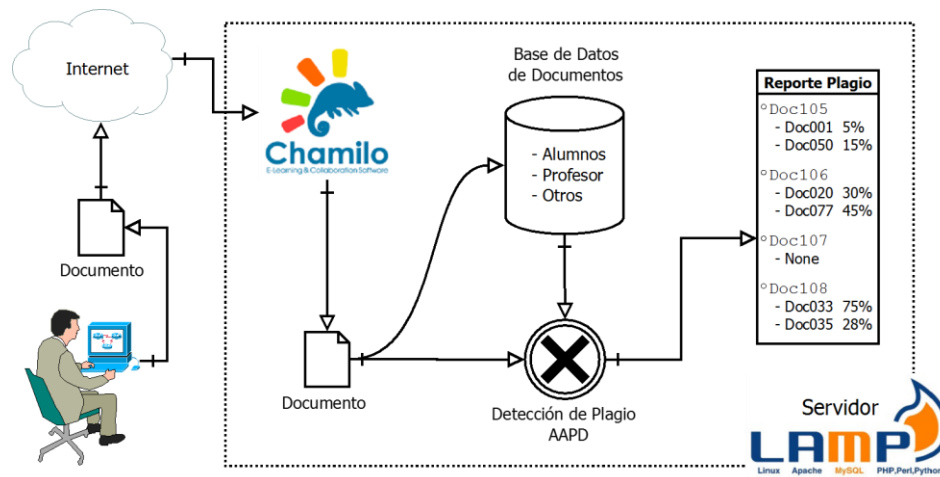 Internet
Documento
Chamilo
E-Learning & Collaboration Software
Documento
Base de Datos
de Documentos
- Alumnos
- Profesor
- Otros
Detección de Plagio
AAPD
Reporte Plagio
°Doc105
- Doc001 5%
- Doc050 15%
°Doc106
- Doc020 30%
- Doc077 45%
°Doc107
- None
°Doc108
- Doc033 75%
- Doc035 28%
Servidor
LAMP
Linux Apache MySQL PHP,Perl,Python